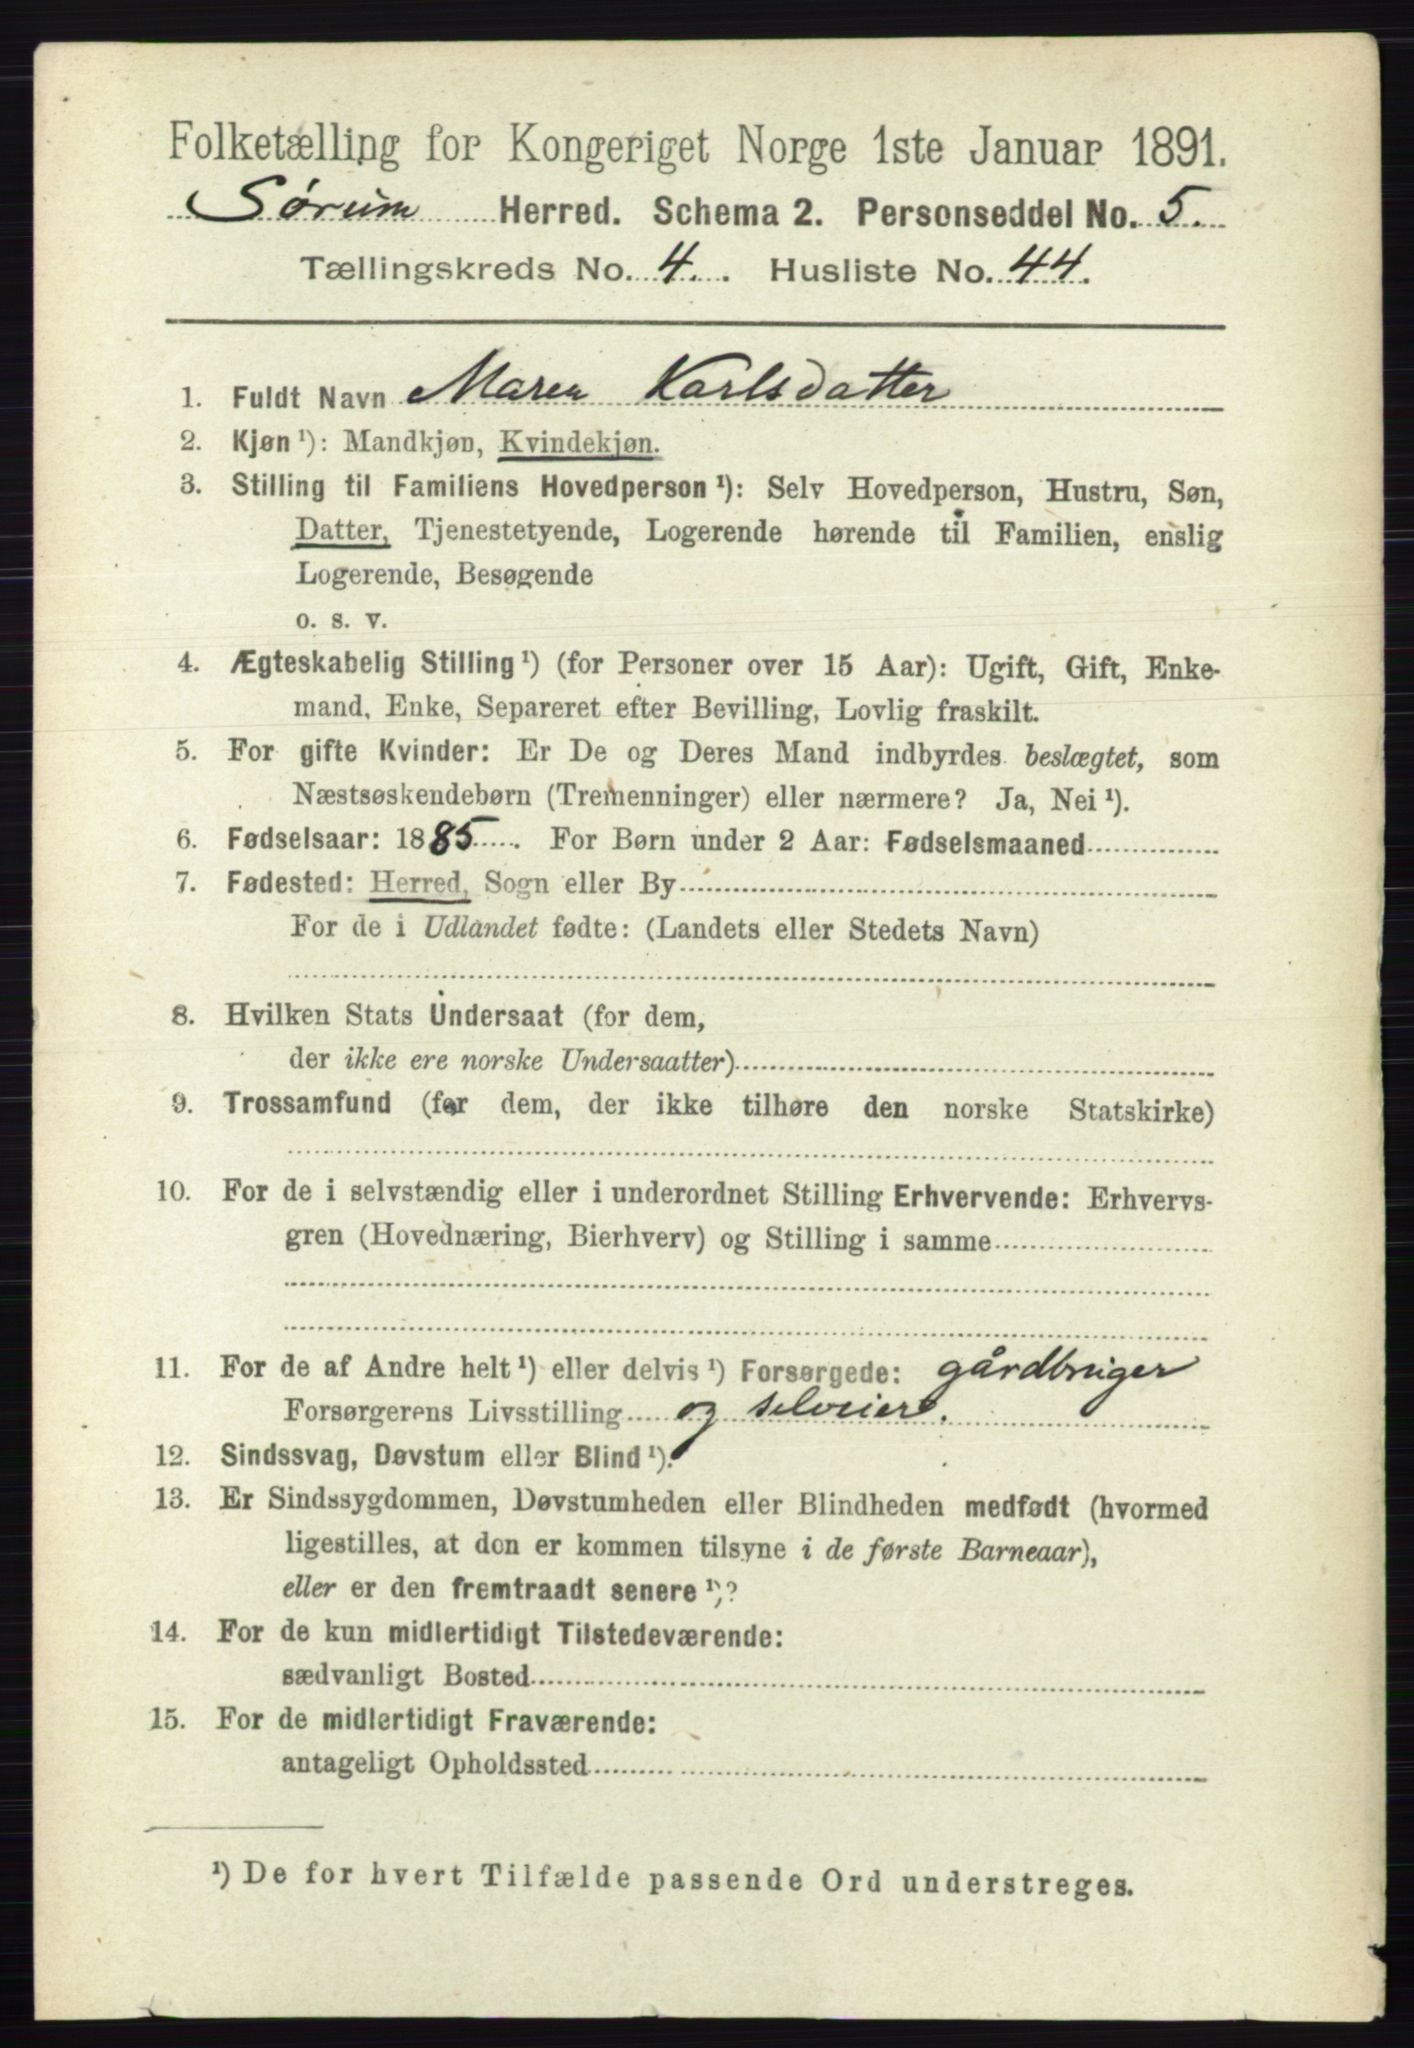 Folketælling for Kongeriget Norge 1ste Januar 1891.
Sørum Herred. Schema 2. Personseddel No. 5.
Tællingskreds No. 4. Husliste No. 44.
1. Fuldt Navn Maren Karlsdatter
2. Kjøn ¹): Mandkjøn, Kvindekjøn.
3. Stilling til Familiens Hovedperson ¹): Selv Hovedperson, Hustru, Søn,
Datter, Tjenestetyende, Logerende hørende til Familien, enslig
Logerende, Besøgende
o. s. v.
4. Ægteskabelig Stilling ¹) (for Personer over 15 Aar): Ugift, Gift, Enke-
mand, Enke, Separeret efter Bevilling, Lovlig fraskilt.
5. For gifte Kvinder: Er De og Deres Mand indbyrdes beslægtet, som
Næstsøskendebørn (Tremenninger) eller nærmere? Ja, Nei ¹).
6. Fødselsaar: 1885. For Børn under 2 Aar: Fødselsmaaned
7. Fødested: Herred, Sogn eller By
For de i Udlandet fødte: (Landets eller Stedets Navn)
8. Hvilken Stats Undersaat (for dem,
der ikke ere norske Undersaatter)
9. Trossamfund (for dem, der ikke tilhøre den norske Statskirke)
10. For de i selvstændig eller i underordnet Stilling Erhvervende: Erhvervs-
gren (Hovednæring, Bierhverv) og Stilling i samme
11. For de af Andre helt ¹) eller delvis ¹) Forsørgede: gårdbruger
Forsørgerens Livsstilling og selveier.
12. Sindssvag, Døvstum eller Blind ¹).
13. Er Sindssygdommen, Døvstumheden eller Blindheden medfødt (hvormed
ligestilles, at den er kommen tilsyne i de første Barneaar),
eller er den fremtraadt senere ¹)?
14. For de kun midlertidigt Tilstedeværende:
sædvanligt Bosted
15. For de midlertidigt Fraværende:
antageligt Opholdssted
¹) De for hvert Tilfælde passende Ord understreges.